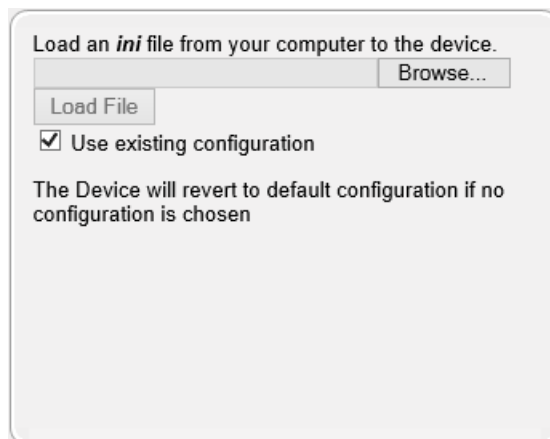 Load an ini file from your computer to the device.
Browse...
Load File
Use existing configuration
The Device will revert to default configuration if no
configuration is chosen